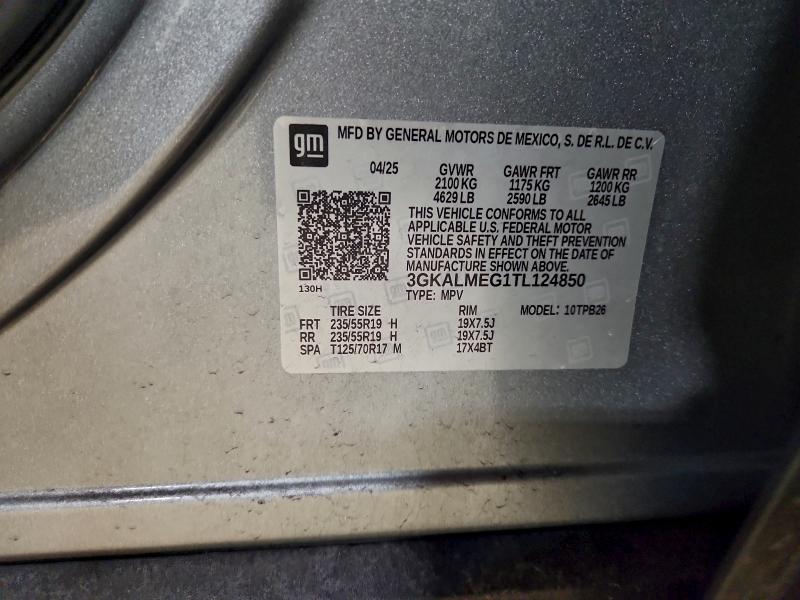 gm MFD BY GENERAL MOTORS DE MEXICO, S. DE R.L. DE C.V.
04/25 GVWR GAWR FRT GAWR RR
2100 KG 1175 KG 1200 KG
4629 LB 2590 LB 2645 LB
THIS VEHICLE CONFORMS TO ALL
APPLICABLE U.S. FEDERAL MOTOR
VEHICLE SAFETY AND THEFT PREVENTION
STANDARDS IN EFFECT ON THE DATE OF
MANUFACTURE SHOWN ABOVE.
3GKALMEG1TL124850
130H
TYPE: MPV
TIRE SIZE RIM MODEL: 10TPB26
FRT 235/55R19 H 19X7.5J
RR 235/55R19 H 19X7.5J
SPA T125/70R17 M 17X4BT